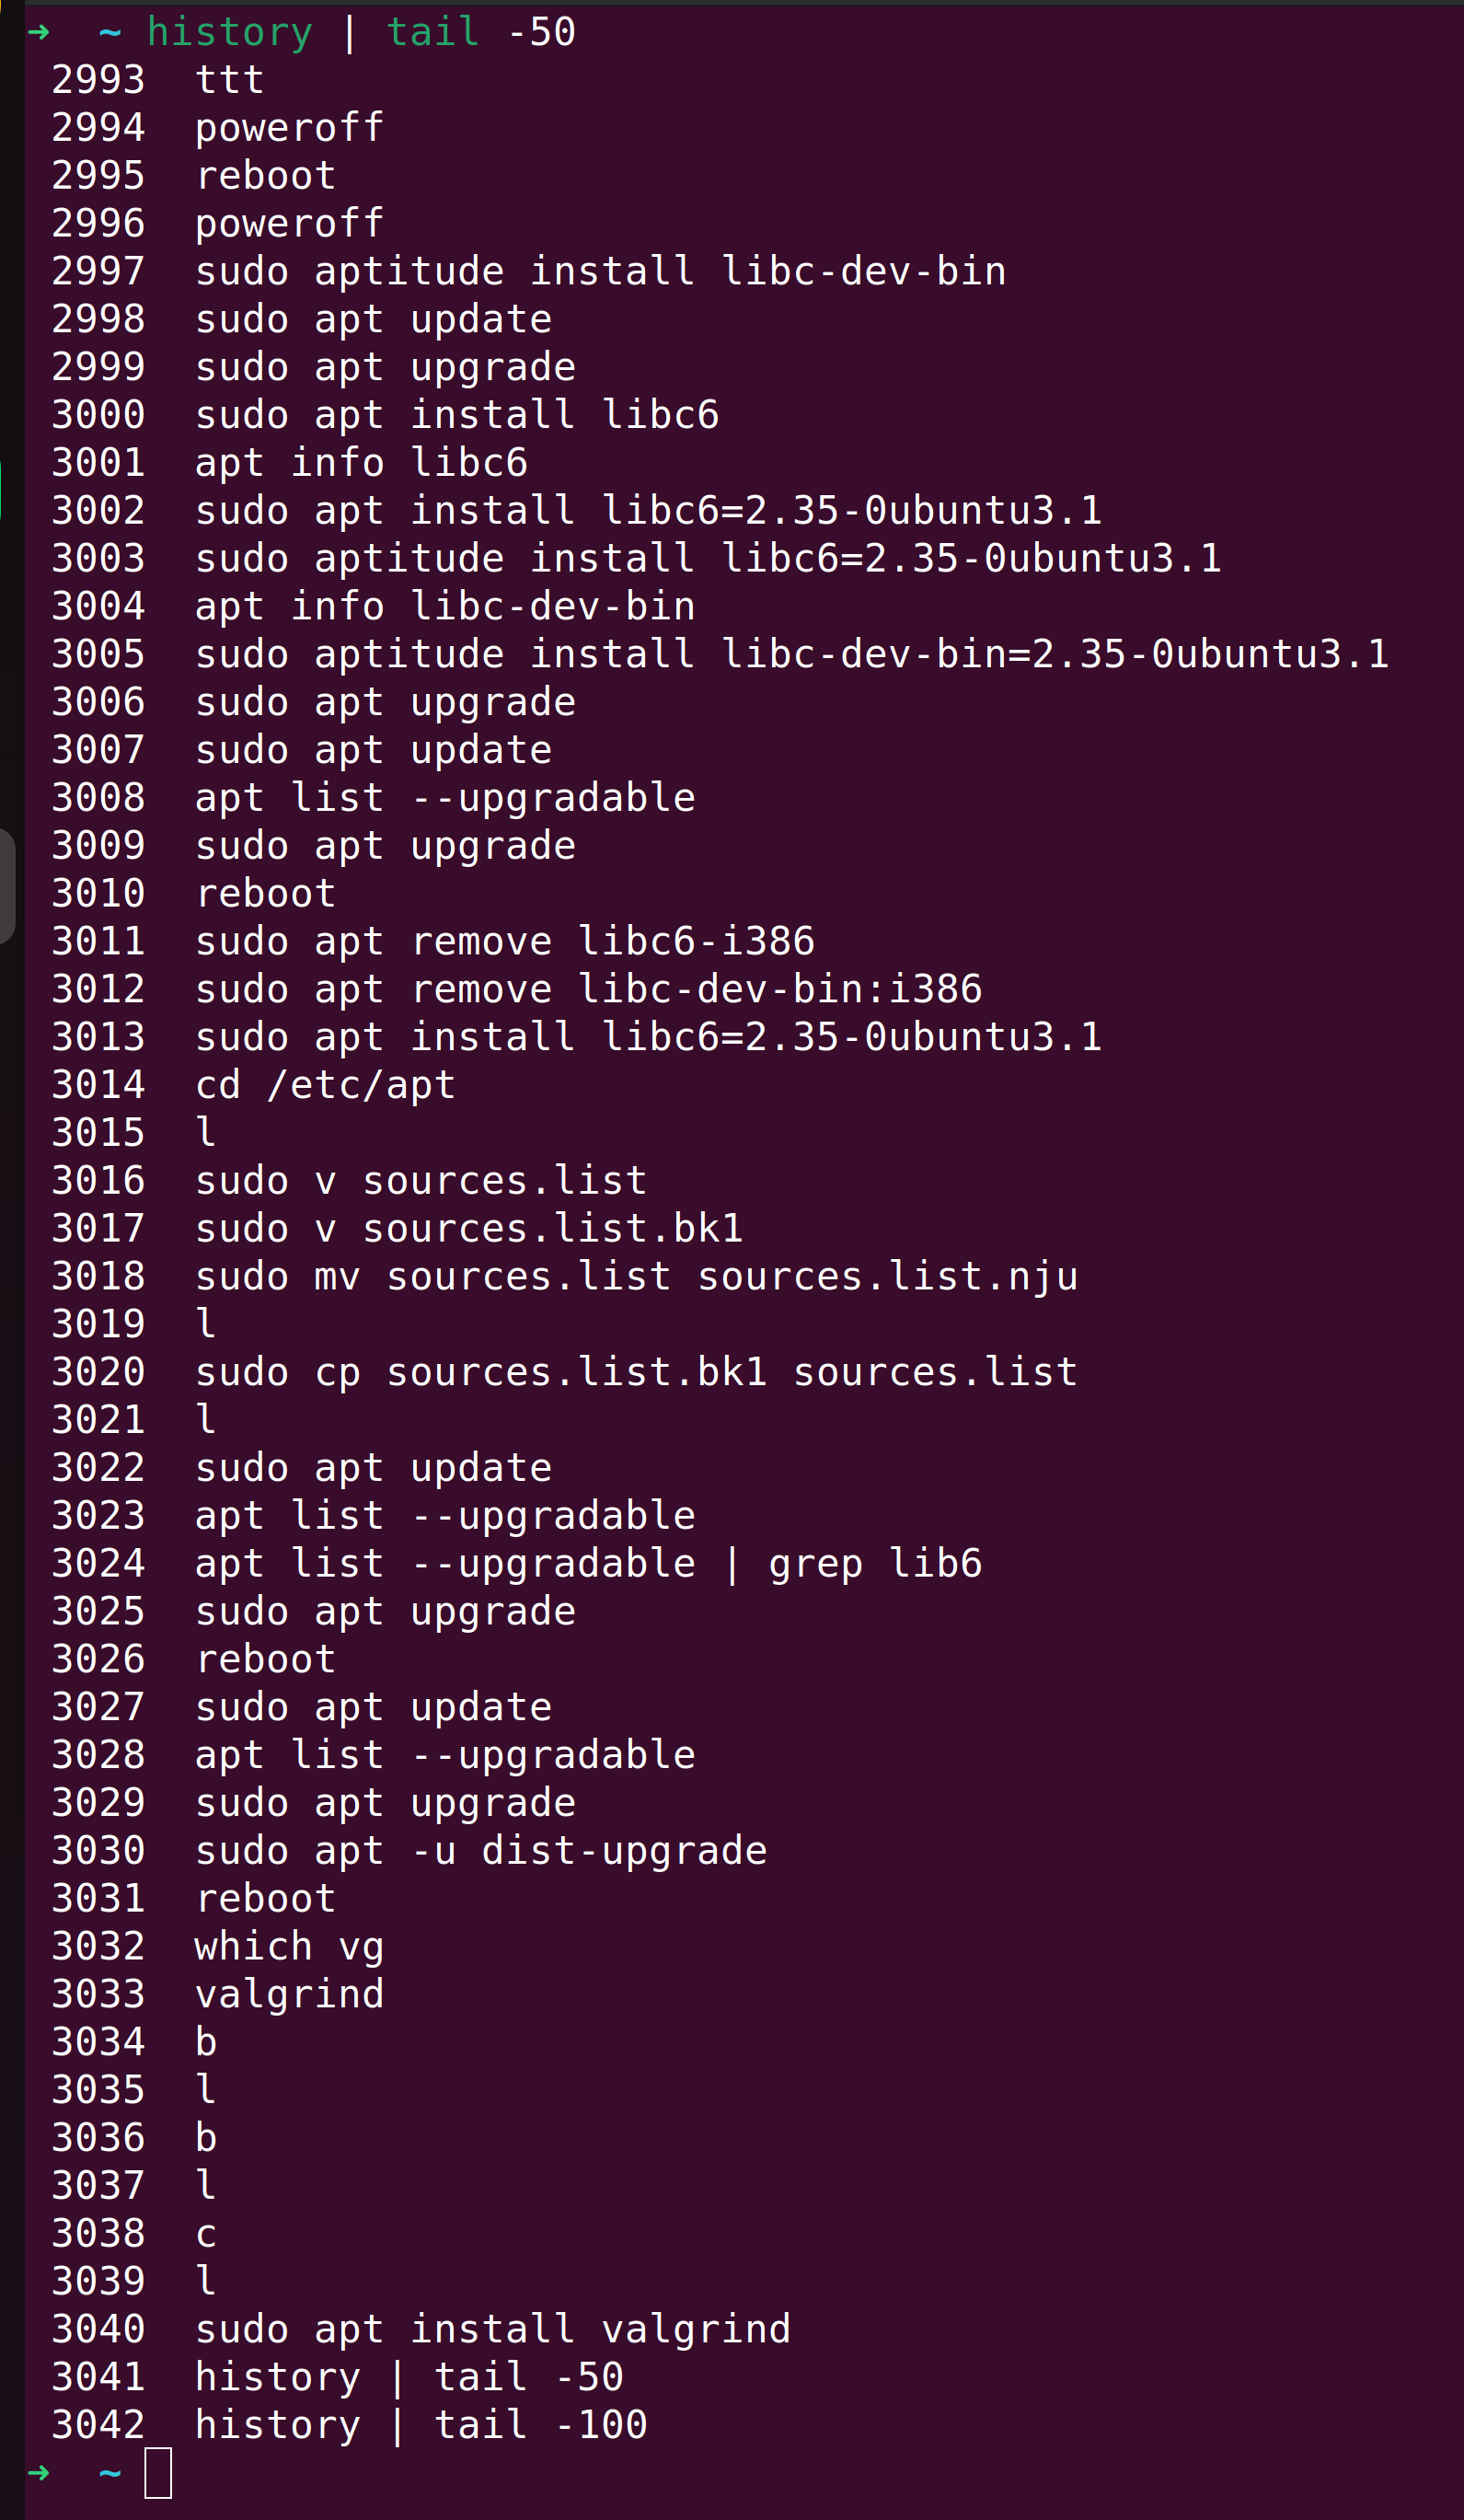 ➜  ~ history | tail -50
 2993  ttt
 2994  poweroff
 2995  reboot
 2996  poweroff
 2997  sudo aptitude install libc-dev-bin
 2998  sudo apt update
 2999  sudo apt upgrade
 3000  sudo apt install libc6
 3001  apt info libc6
 3002  sudo apt install libc6=2.35-0ubuntu3.1
 3003  sudo aptitude install libc6=2.35-0ubuntu3.1
 3004  apt info libc-dev-bin
 3005  sudo aptitude install libc-dev-bin=2.35-0ubuntu3.1
 3006  sudo apt upgrade
 3007  sudo apt update
 3008  apt list --upgradable
 3009  sudo apt upgrade
 3010  reboot
 3011  sudo apt remove libc6-i386
 3012  sudo apt remove libc-dev-bin:i386
 3013  sudo apt install libc6=2.35-0ubuntu3.1
 3014  cd /etc/apt
 3015  l
 3016  sudo v sources.list
 3017  sudo v sources.list.bk1
 3018  sudo mv sources.list sources.list.nju
 3019  l
 3020  sudo cp sources.list.bk1 sources.list
 3021  l
 3022  sudo apt update
 3023  apt list --upgradable
 3024  apt list --upgradable | grep lib6
 3025  sudo apt upgrade
 3026  reboot
 3027  sudo apt update
 3028  apt list --upgradable
 3029  sudo apt upgrade
 3030  sudo apt -u dist-upgrade
 3031  reboot
 3032  which vg
 3033  valgrind
 3034  b
 3035  l
 3036  b
 3037  l
 3038  c
 3039  l
 3040  sudo apt install valgrind
 3041  history | tail -50
 3042  history | tail -100
➜  ~